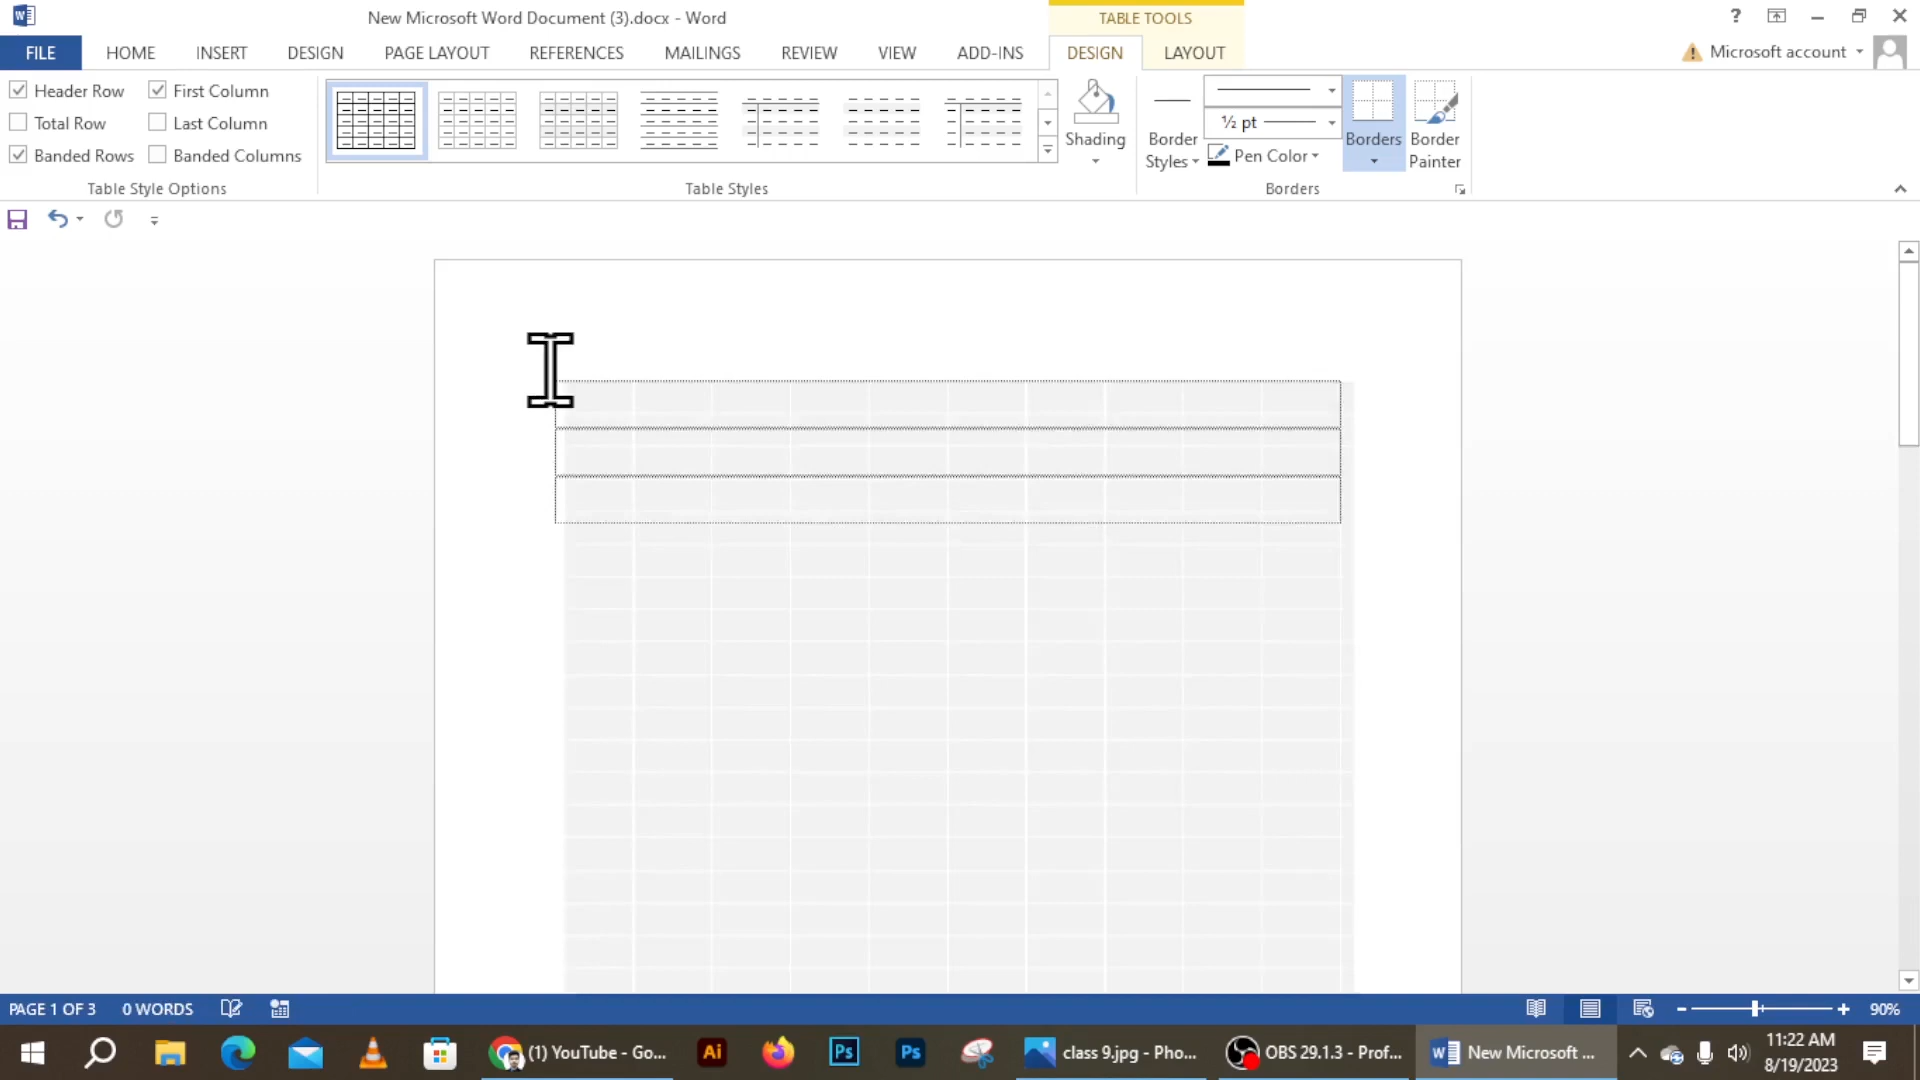 New Microsoft Word Document (3).docx - Word
TABLE TOOLS
?
FILE HOME INSERT DESIGN PAGE LAYOUT REFERENCES MAILINGS REVIEW VIEW ADD-INS DESIGN LAYOUT Microsoft account
Header Row First Column
Total Row Last Column
Banded Rows Banded Columns
Table Style Options
Table Styles
Shading
Border Styles
½ pt
Pen Color
Borders
Border Painter
Borders
PAGE 1 OF 3 0 WORDS 90%
(1) YouTube - Go...
Ai
Ps
Ps
class 9.jpg - Pho...
OBS 29.1.3 - Prof...
New Microsoft ...
11:22 AM
8/19/2023